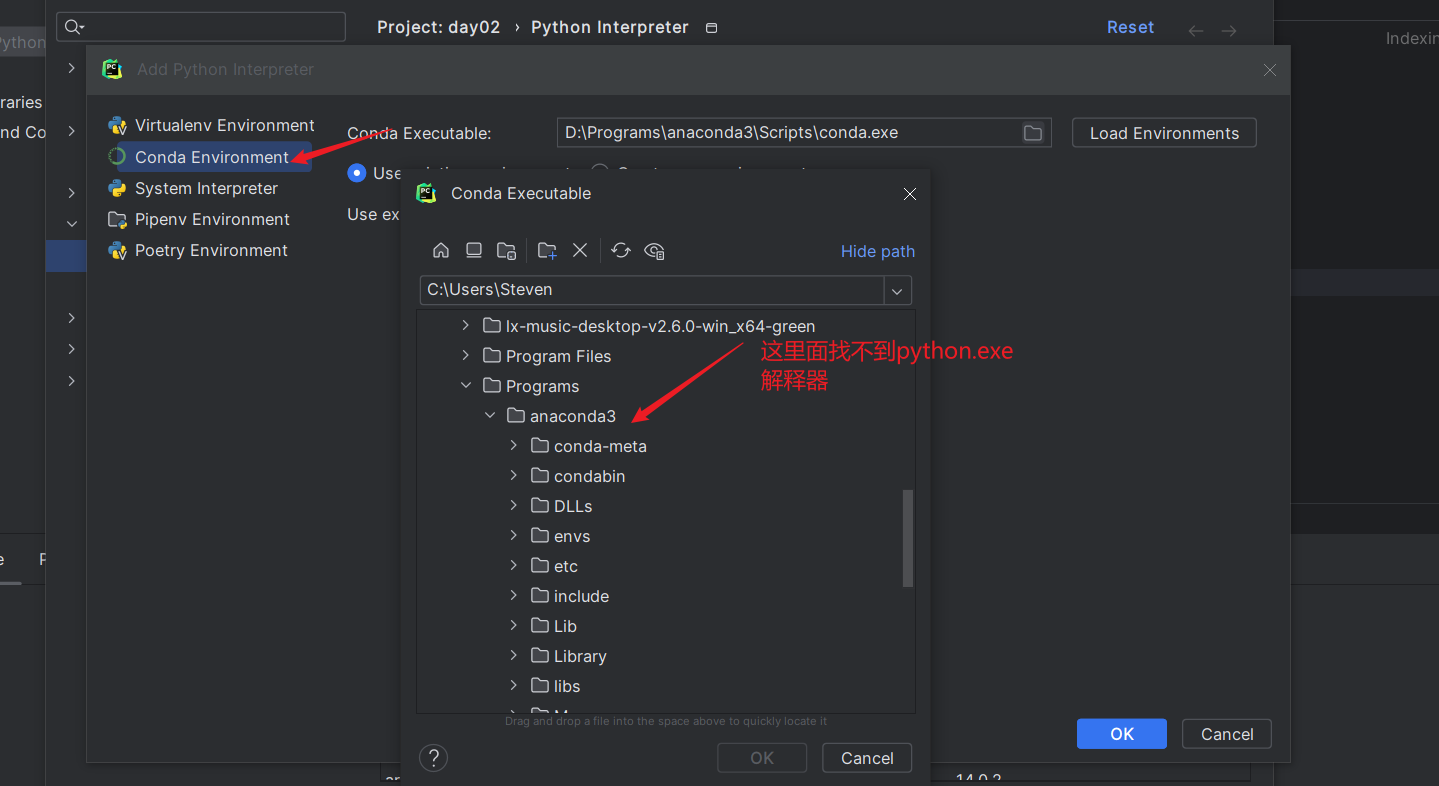 Project: day02 › Python Interpreter
Reset
Indexin
Python
Add Python Interpreter
raries
nd Co
Virtualenv Environment
Conda Environment
System Interpreter
Pipenv Environment
Poetry Environment
Conda Executable:
D:\Programs\anaconda3\Scripts\conda.exe
Load Environments
Use
Use ex
Conda Executable
Hide path
C:\Users\Steven
lx-music-desktop-v2.6.0-win_x64-green
Program Files
Programs
anaconda3
conda-meta
condabin
DLLs
envs
etc
include
Lib
Library
libs
这里面找不到python.exe
解释器
Drag and drop a file into the space above to quickly locate it
?
OK
Cancel
OK
Cancel
14.0.2